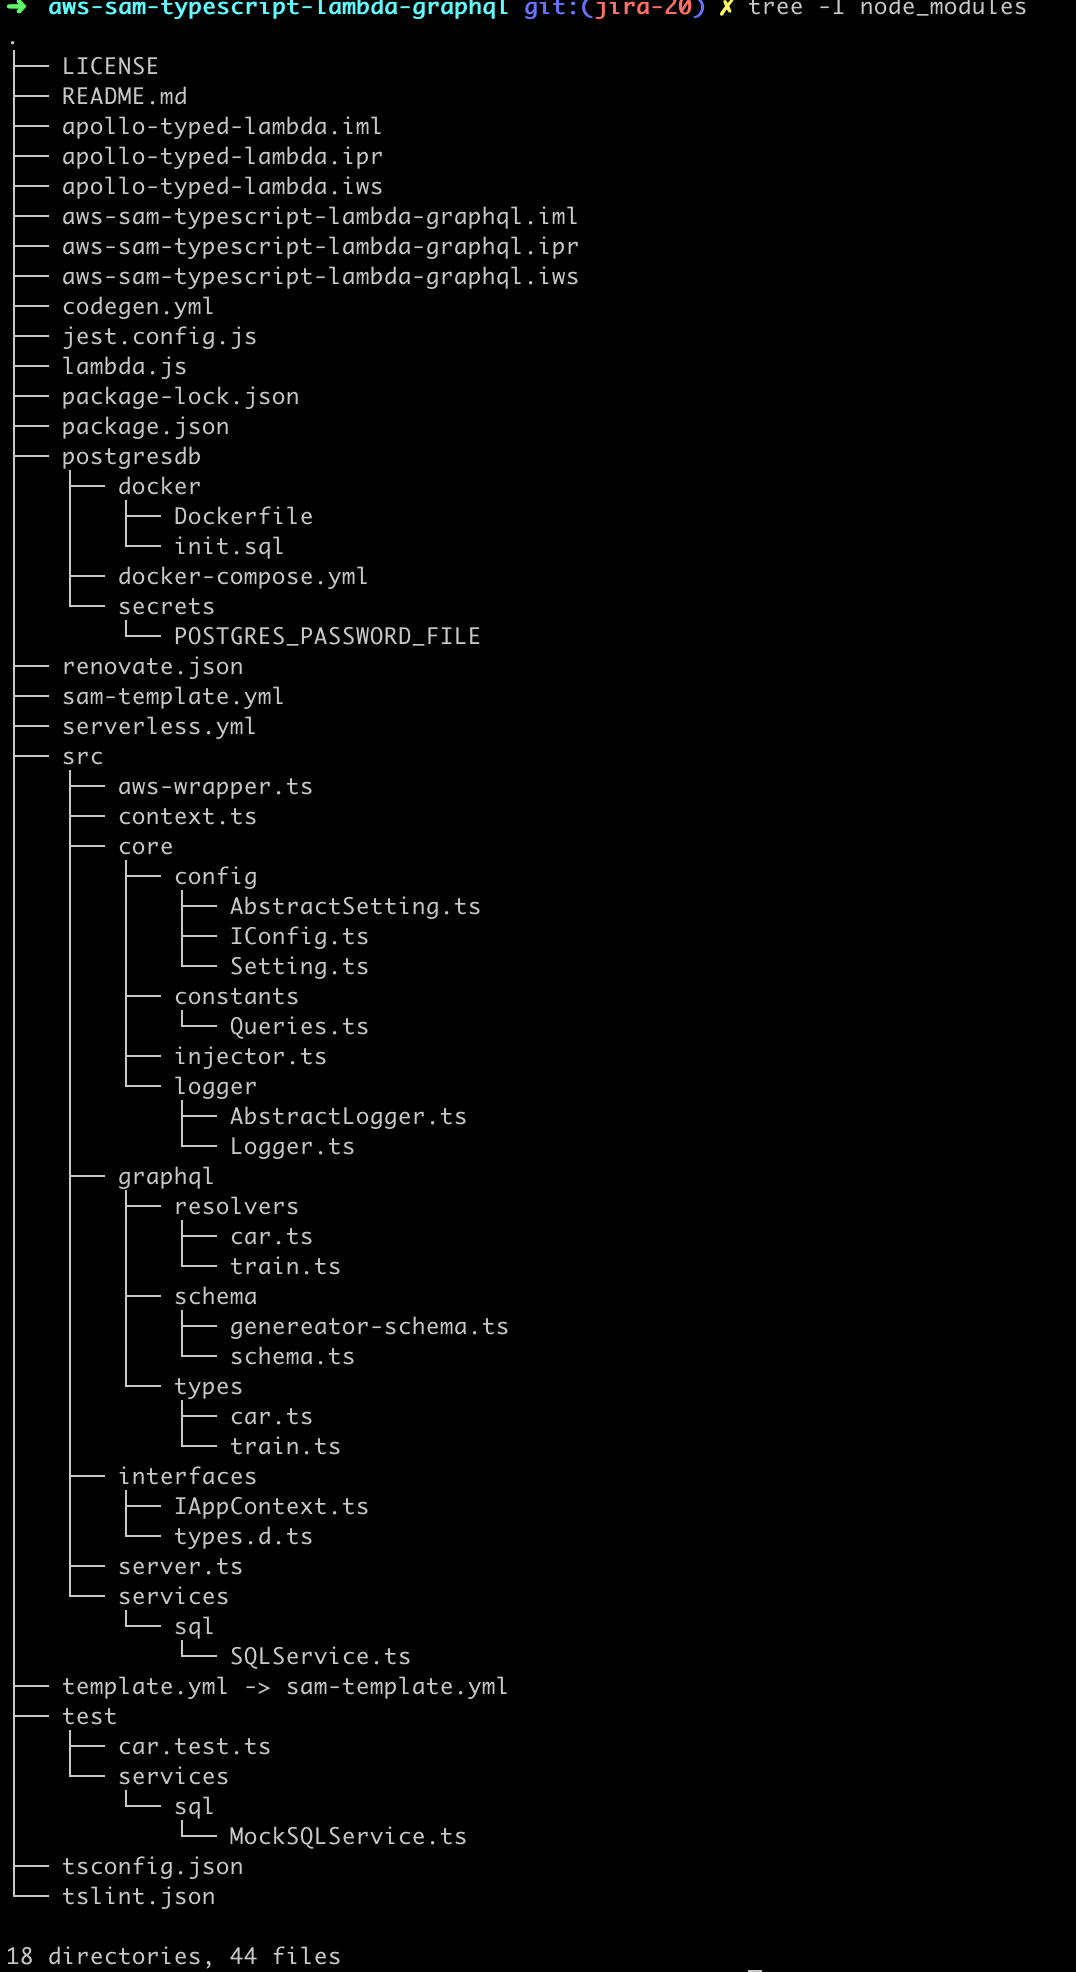 ➜ aws-sam-typescript-lambda-graphql git:(jira-20) ✗ tree -I node_modules
.
├── LICENSE
├── README.md
├── apollo-typed-lambda.iml
├── apollo-typed-lambda.ipr
├── apollo-typed-lambda.iws
├── aws-sam-typescript-lambda-graphql.iml
├── aws-sam-typescript-lambda-graphql.ipr
├── aws-sam-typescript-lambda-graphql.iws
├── codegen.yml
├── jest.config.js
├── lambda.js
├── package-lock.json
├── package.json
├── postgresdb
│   ├── docker
│   │   ├── Dockerfile
│   │   └── init.sql
│   ├── docker-compose.yml
│   └── secrets
│       └── POSTGRES_PASSWORD_FILE
├── renovate.json
├── sam-template.yml
├── serverless.yml
├── src
│   ├── aws-wrapper.ts
│   ├── context.ts
│   ├── core
│   │   ├── config
│   │   │   ├── AbstractSetting.ts
│   │   │   ├── IConfig.ts
│   │   │   └── Setting.ts
│   │   ├── constants
│   │   │   └── Queries.ts
│   │   ├── injector.ts
│   │   └── logger
│   │       ├── AbstractLogger.ts
│   │       └── Logger.ts
│   ├── graphql
│   │   ├── resolvers
│   │   │   ├── car.ts
│   │   │   └── train.ts
│   │   ├── schema
│   │   │   ├── genereator-schema.ts
│   │   │   └── schema.ts
│   │   └── types
│   │       ├── car.ts
│   │       └── train.ts
│   ├── interfaces
│   │   ├── IAppContext.ts
│   │   └── types.d.ts
│   ├── server.ts
│   └── services
│       └── sql
│           └── SQLService.ts
├── template.yml -> sam-template.yml
├── test
│   ├── car.test.ts
│   └── services
│       └── sql
│           └── MockSQLService.ts
├── tsconfig.json
└── tslint.json

18 directories, 44 files